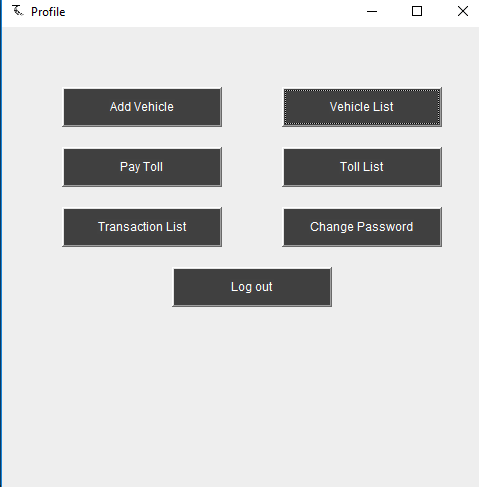 Profile
Add Vehicle
Vehicle List
Pay Toll
Toll List
Transaction List
Change Password
Log out